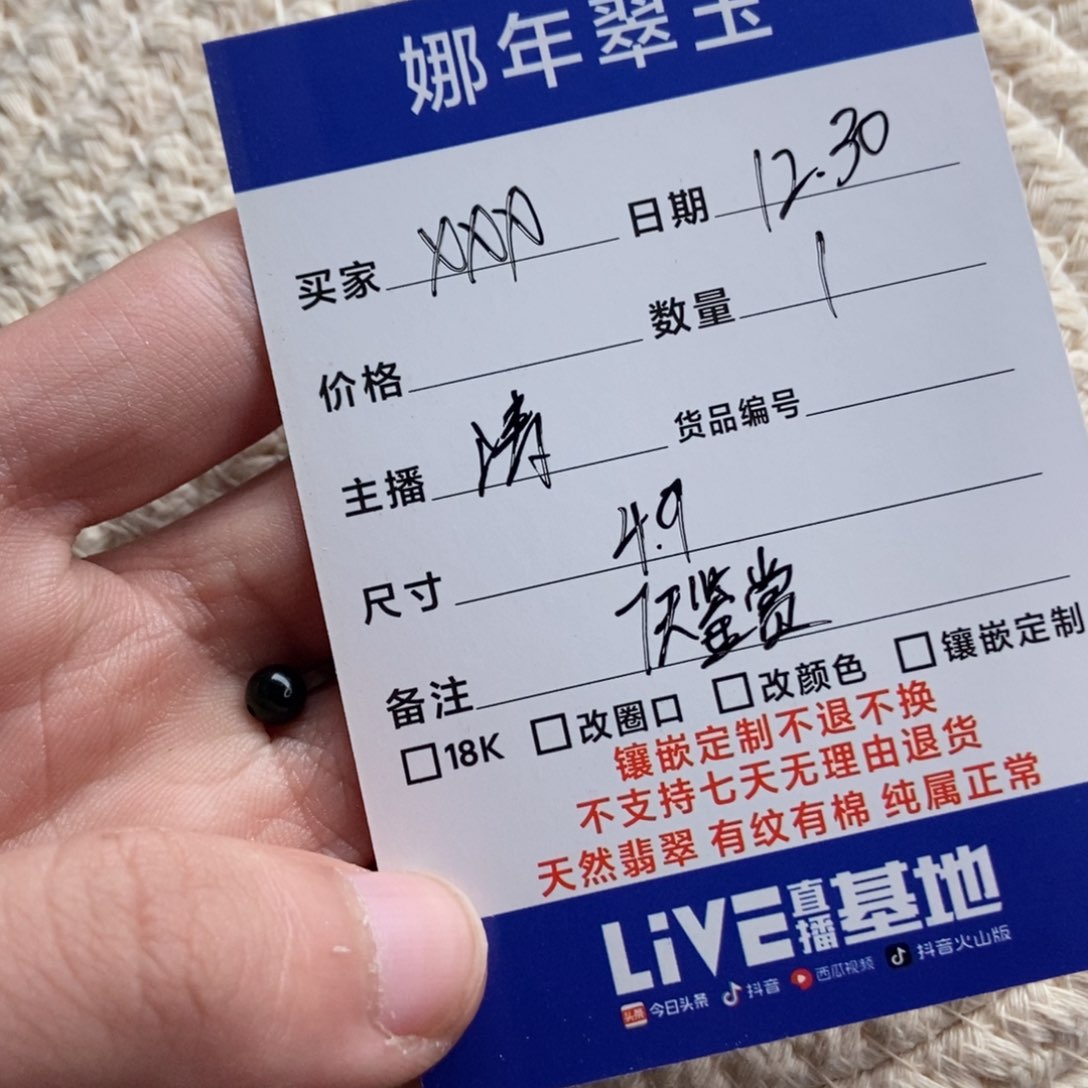 娜年翠玉
买家 XXX 日期 12.30
价格 数量 1
主播 涛 货品编号
尺寸 4.9
备注 7天鉴赏
□18K □改圈口 □改颜色 □镶嵌定制
镶嵌定制不退不换
不支持七天无理由退货
天然翡翠 有纹有棉 纯属正常
LiVE直播基地
头条 今日头条 抖音 西瓜视频 抖音火山版